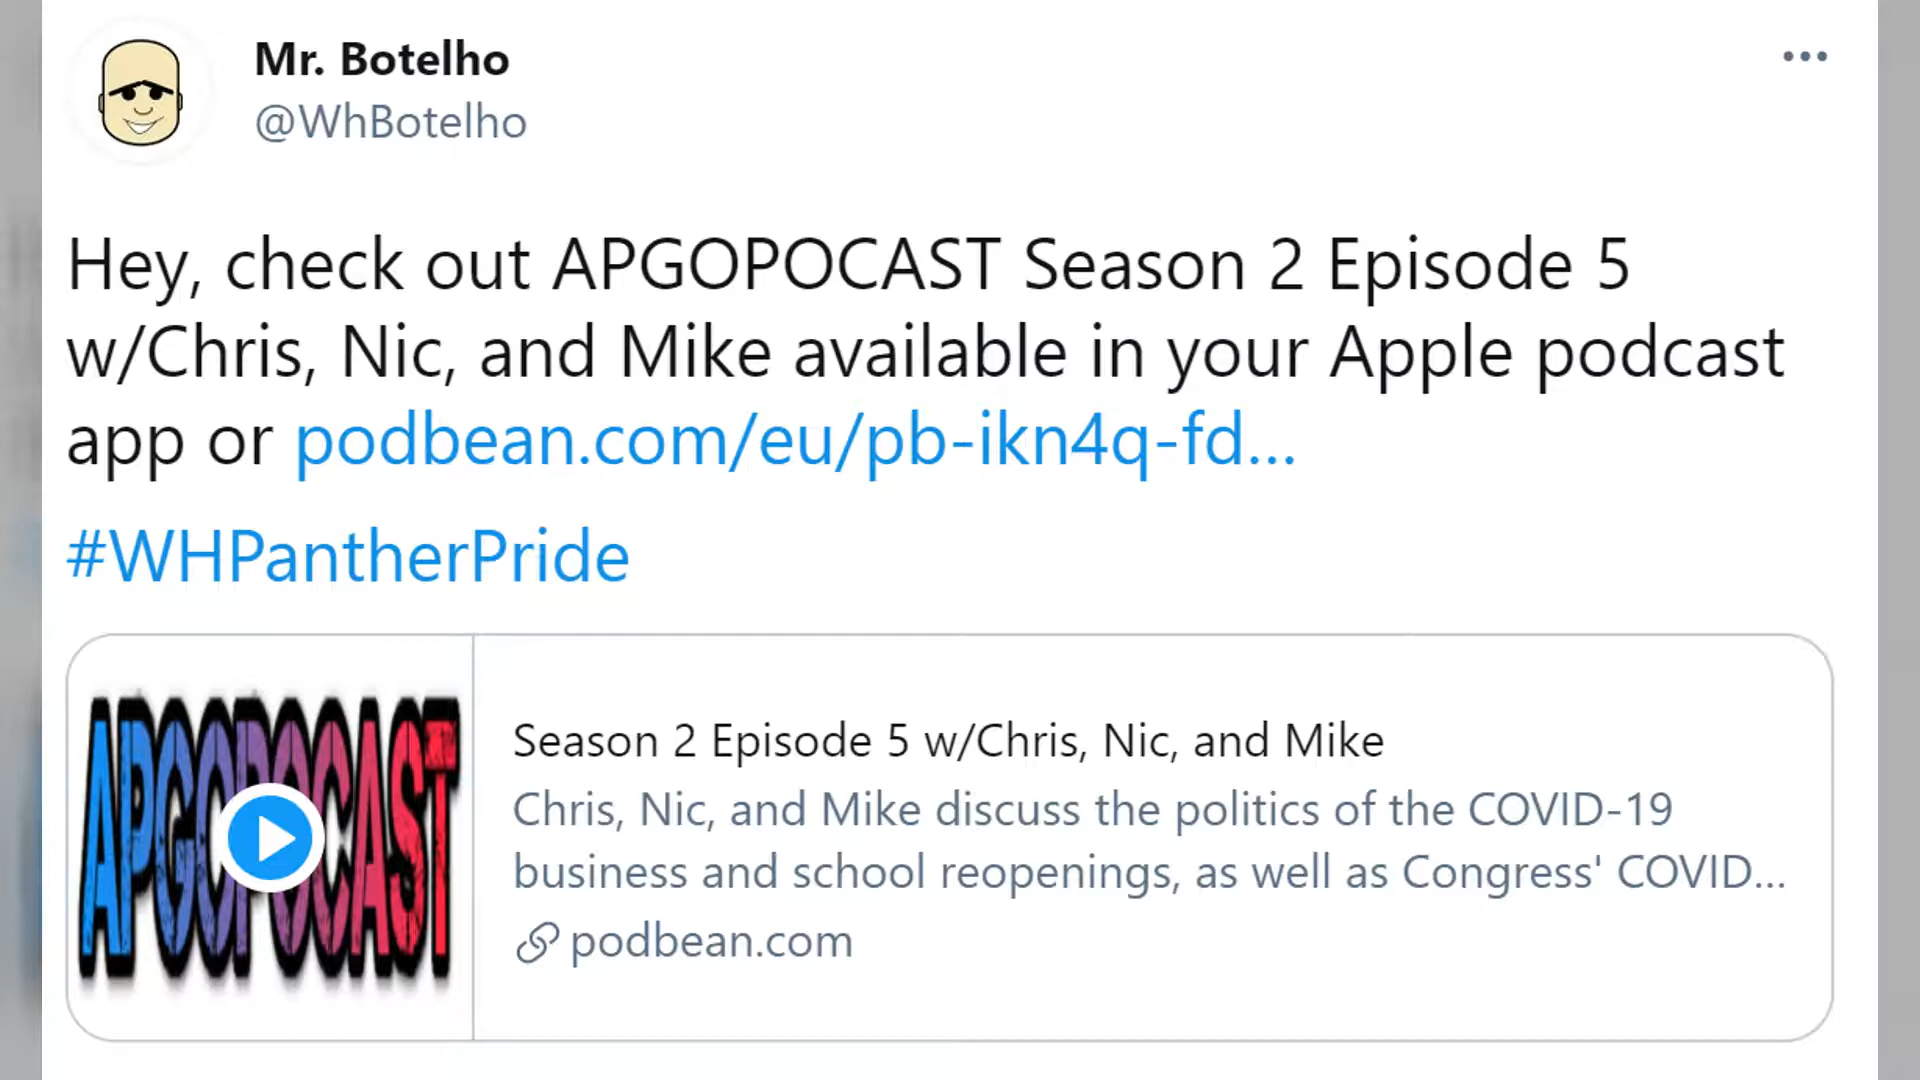 Mr. Botelho
@WhBotelho
Hey, check out APGOPOCAST Season 2 Episode 5
w/Chris, Nic, and Mike available in your Apple podcast
app or podbean.com/eu/pb-ikn4q-fd...
#WHPantherPride
APGOPOCAST
Season 2 Episode 5 w/Chris, Nic, and Mike
Chris, Nic, and Mike discuss the politics of the COVID-19
business and school reopenings, as well as Congress' COVID...
podbean.com